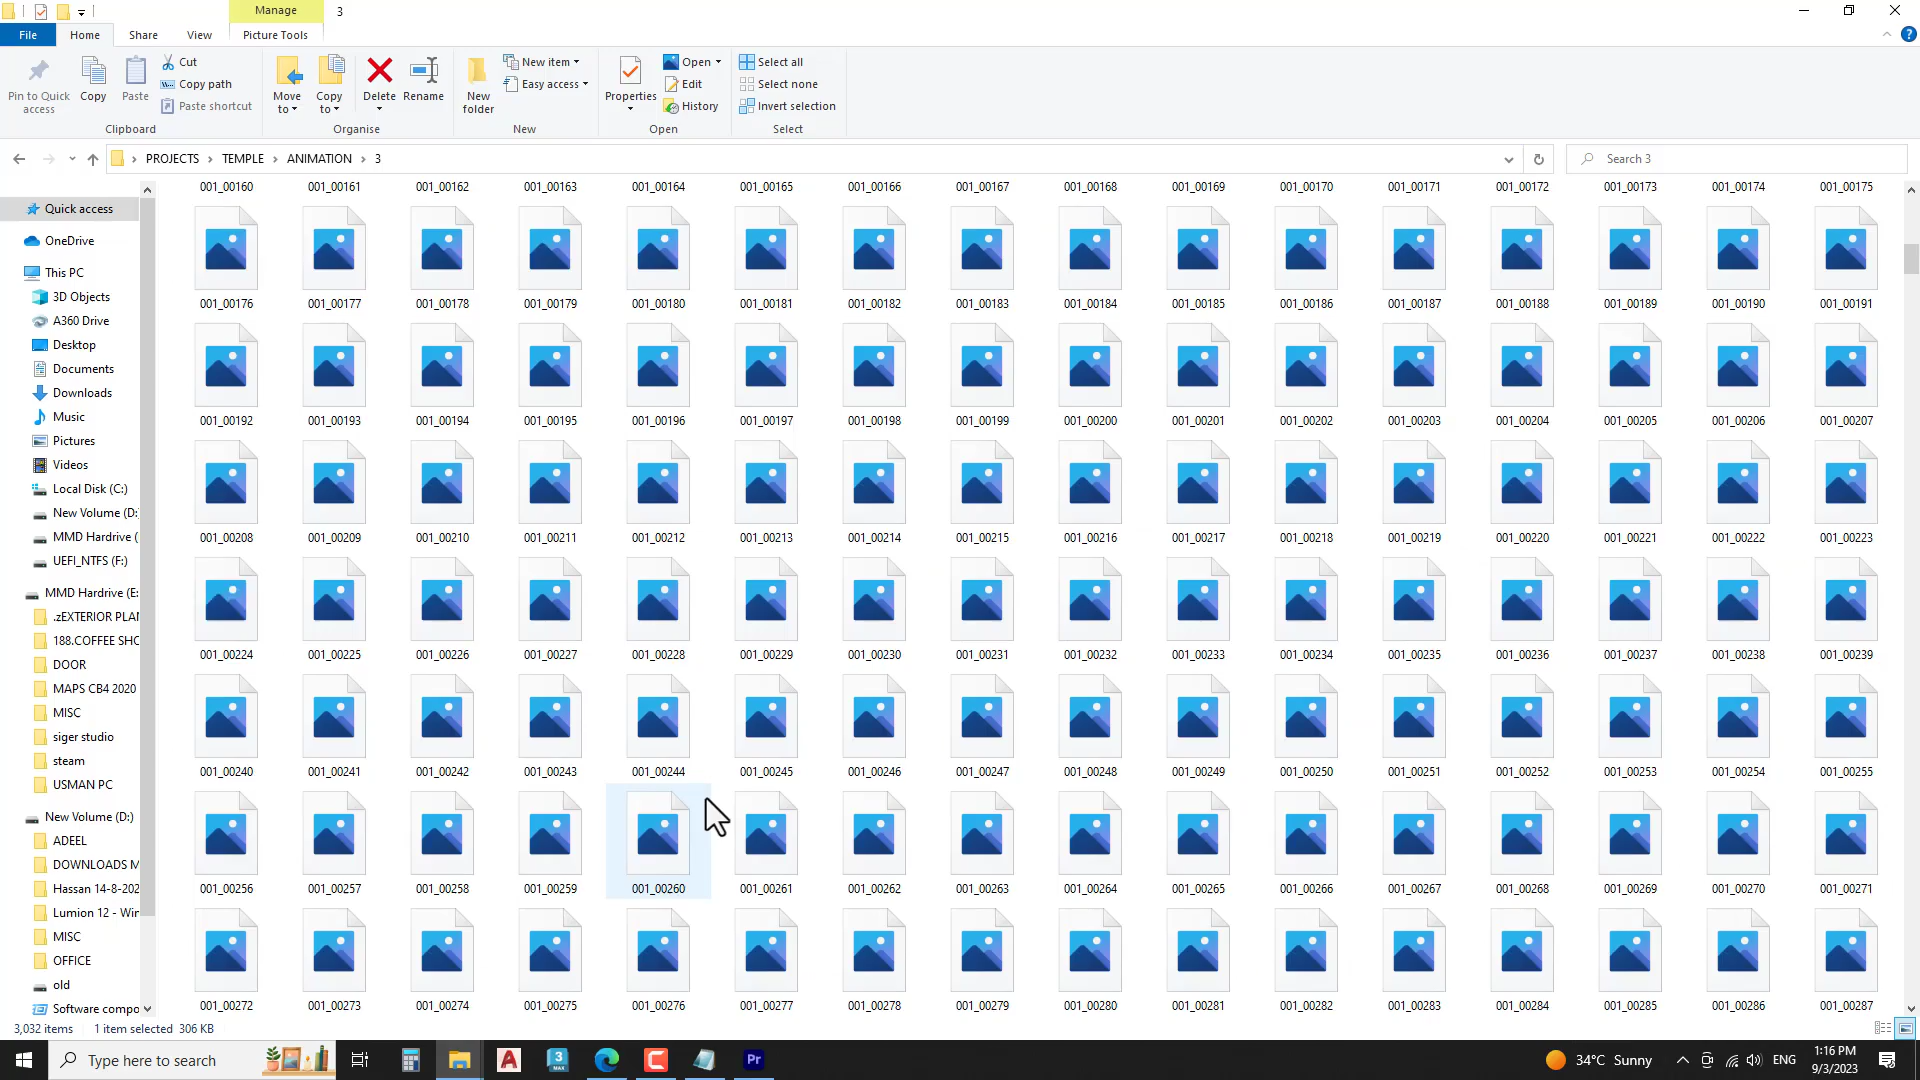 Manage
3
File
Home
Share
View
Picture Tools
Pin to Quick access
Copy
Paste
Cut
Copy path
Paste shortcut
Clipboard
Move to
Copy to
Delete
Rename
Organise
New folder
New item
Easy access
New
Properties
Open
Edit
History
Open
Select all
Select none
Invert selection
Select
PROJECTS > TEMPLE > ANIMATION > 3
Search 3
Quick access
OneDrive
This PC
3D Objects
A360 Drive
Desktop
Documents
Downloads
Music
Pictures
Videos
Local Disk (C:)
New Volume (D:
MMD Hardrive (
UEFI_NTFS (F:)
MMD Hardrive (E:
.zEXTERIOR PLAN
188.COFFEE SHO
DOOR
MAPS CB4 2020
MISC
siger studio
steam
USMAN PC
New Volume (D:)
ADEEL
DOWNLOADS M
Hassan 14-8-202
Lumion 12 - Win
MISC
OFFICE
old
Software compo
001_00160 001_00161 001_00162 001_00163 001_00164 001_00165 001_00166 001_00167 001_00168 001_00169 001_00170 001_00171 001_00172 001_00173 001_00174 001_00175
001_00176 001_00177 001_00178 001_00179 001_00180 001_00181 001_00182 001_00183 001_00184 001_00185 001_00186 001_00187 001_00188 001_00189 001_00190 001_00191
001_00192 001_00193 001_00194 001_00195 001_00196 001_00197 001_00198 001_00199 001_00200 001_00201 001_00202 001_00203 001_00204 001_00205 001_00206 001_00207
001_00208 001_00209 001_00210 001_00211 001_00212 001_00213 001_00214 001_00215 001_00216 001_00217 001_00218 001_00219 001_00220 001_00221 001_00222 001_00223
001_00224 001_00225 001_00226 001_00227 001_00228 001_00229 001_00230 001_00231 001_00232 001_00233 001_00234 001_00235 001_00236 001_00237 001_00238 001_00239
001_00240 001_00241 001_00242 001_00243 001_00244 001_00245 001_00246 001_00247 001_00248 001_00249 001_00250 001_00251 001_00252 001_00253 001_00254 001_00255
001_00256 001_00257 001_00258 001_00259 001_00260 001_00261 001_00262 001_00263 001_00264 001_00265 001_00266 001_00267 001_00268 001_00269 001_00270 001_00271
001_00272 001_00273 001_00274 001_00275 001_00276 001_00277 001_00278 001_00279 001_00280 001_00281 001_00282 001_00283 001_00284 001_00285 001_00286 001_00287
3,032 items 1 item selected 306 KB
Type here to search
A
3
MAX
C
Pr
34°C Sunny
ENG
1:16 PM
9/3/2023